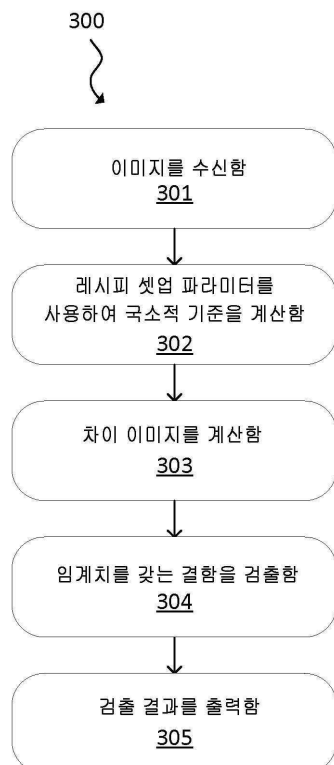 300
이미지를 수신함
301
레시피 셋업 파라미터를
사용하여 국소적 기준을 계산함
302
차이 이미지를 계산함
303
임계치를 갖는 결함을 검출함
304
검출 결과를 출력함
305